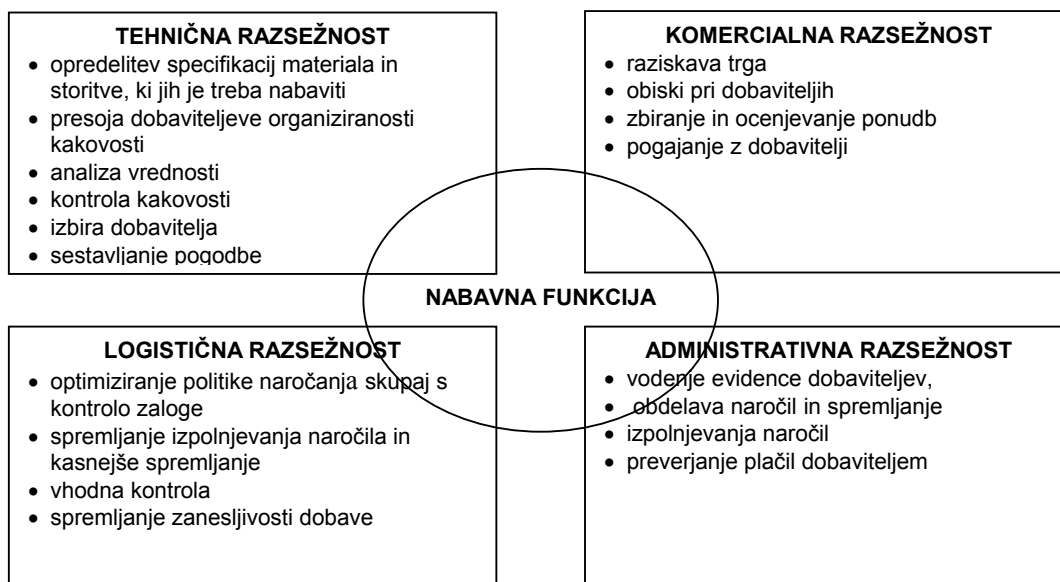 TEHNIČNA RAZSEŽNOST
• opredelitev specifikacij materiala in
storitve, ki jih je treba nabaviti
• presoja dobaviteljeve organiziranosti
kakovosti
• analiza vrednosti
• kontrola kakovosti
• izbira dobavitelja
• sestavljanje pogodbe
KOMERCIALNA RAZSEŽNOST
• raziskava trga
• obiski pri dobaviteljih
• zbiranje in ocenjevanje ponudb
• pogajanje z dobavitelji
NABAVNA FUNKCIJA
LOGISTIČNA RAZSEŽNOST
• optimiziranje politike naročanja skupaj s
kontrolo zaloge
• spremljanje izpolnjevanja naročila in
kasnejše spremljanje
• vhodna kontrola
• spremljanje zanesljivosti dobave
ADMINISTRATIVNA RAZSEŽNOST
• vodenje evidence dobaviteljev,
• obdelava naročil in spremljanje
• izpolnjevanja naročil
• preverjanje plačil dobaviteljem